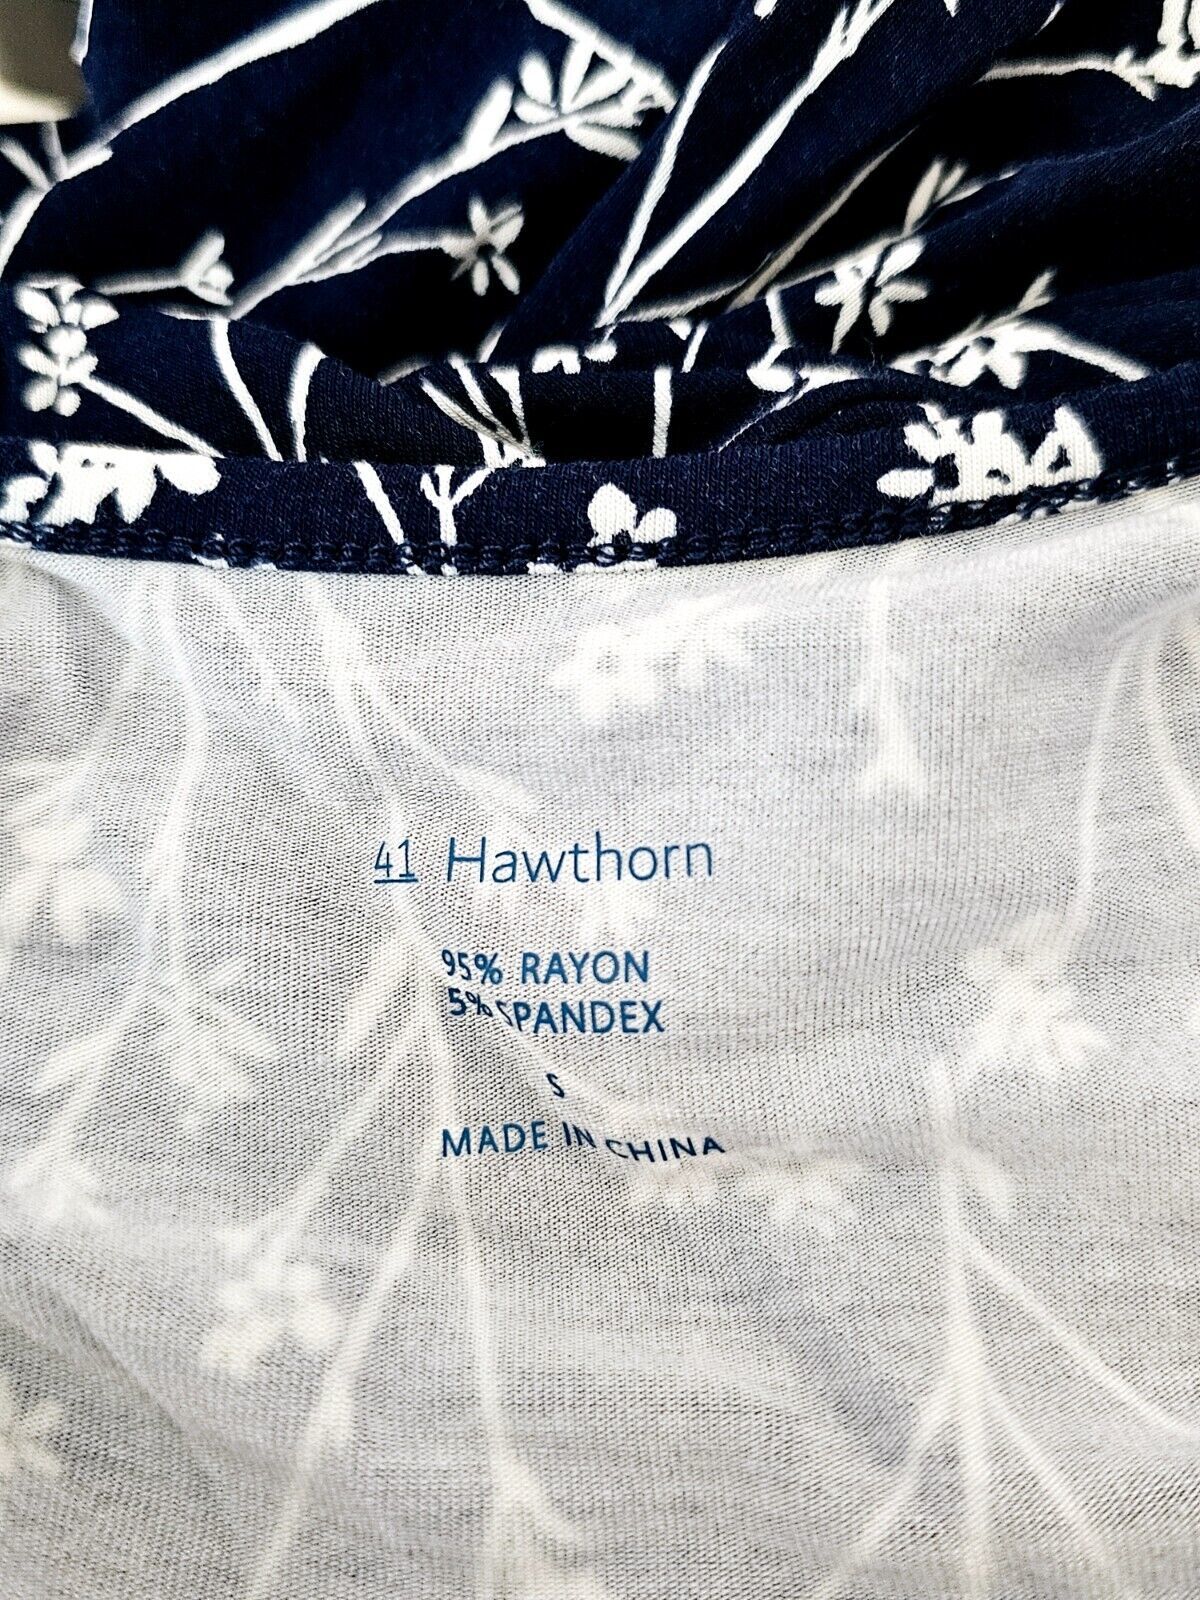 41 Hawthorn
95% RAYON
5% SPANDEX
S
MADE IN CHINA